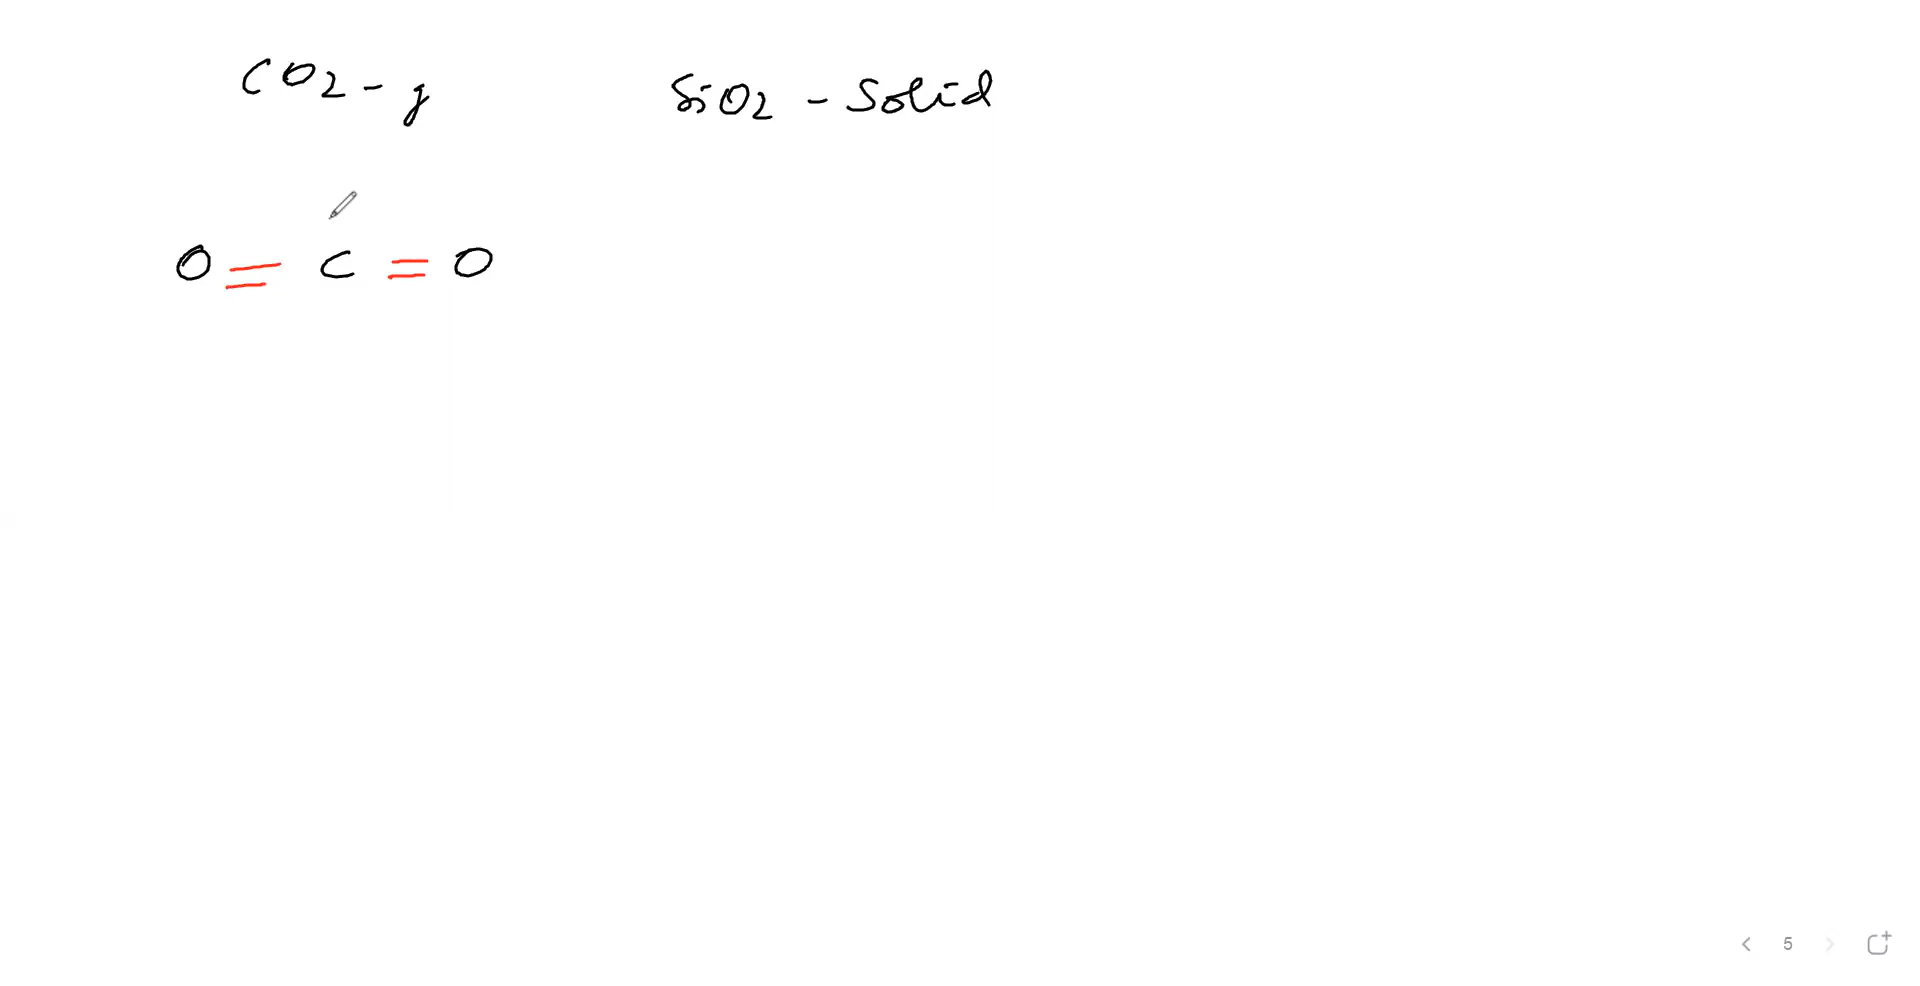 CO2 - g
SiO2 - Solid
O = C = O
5